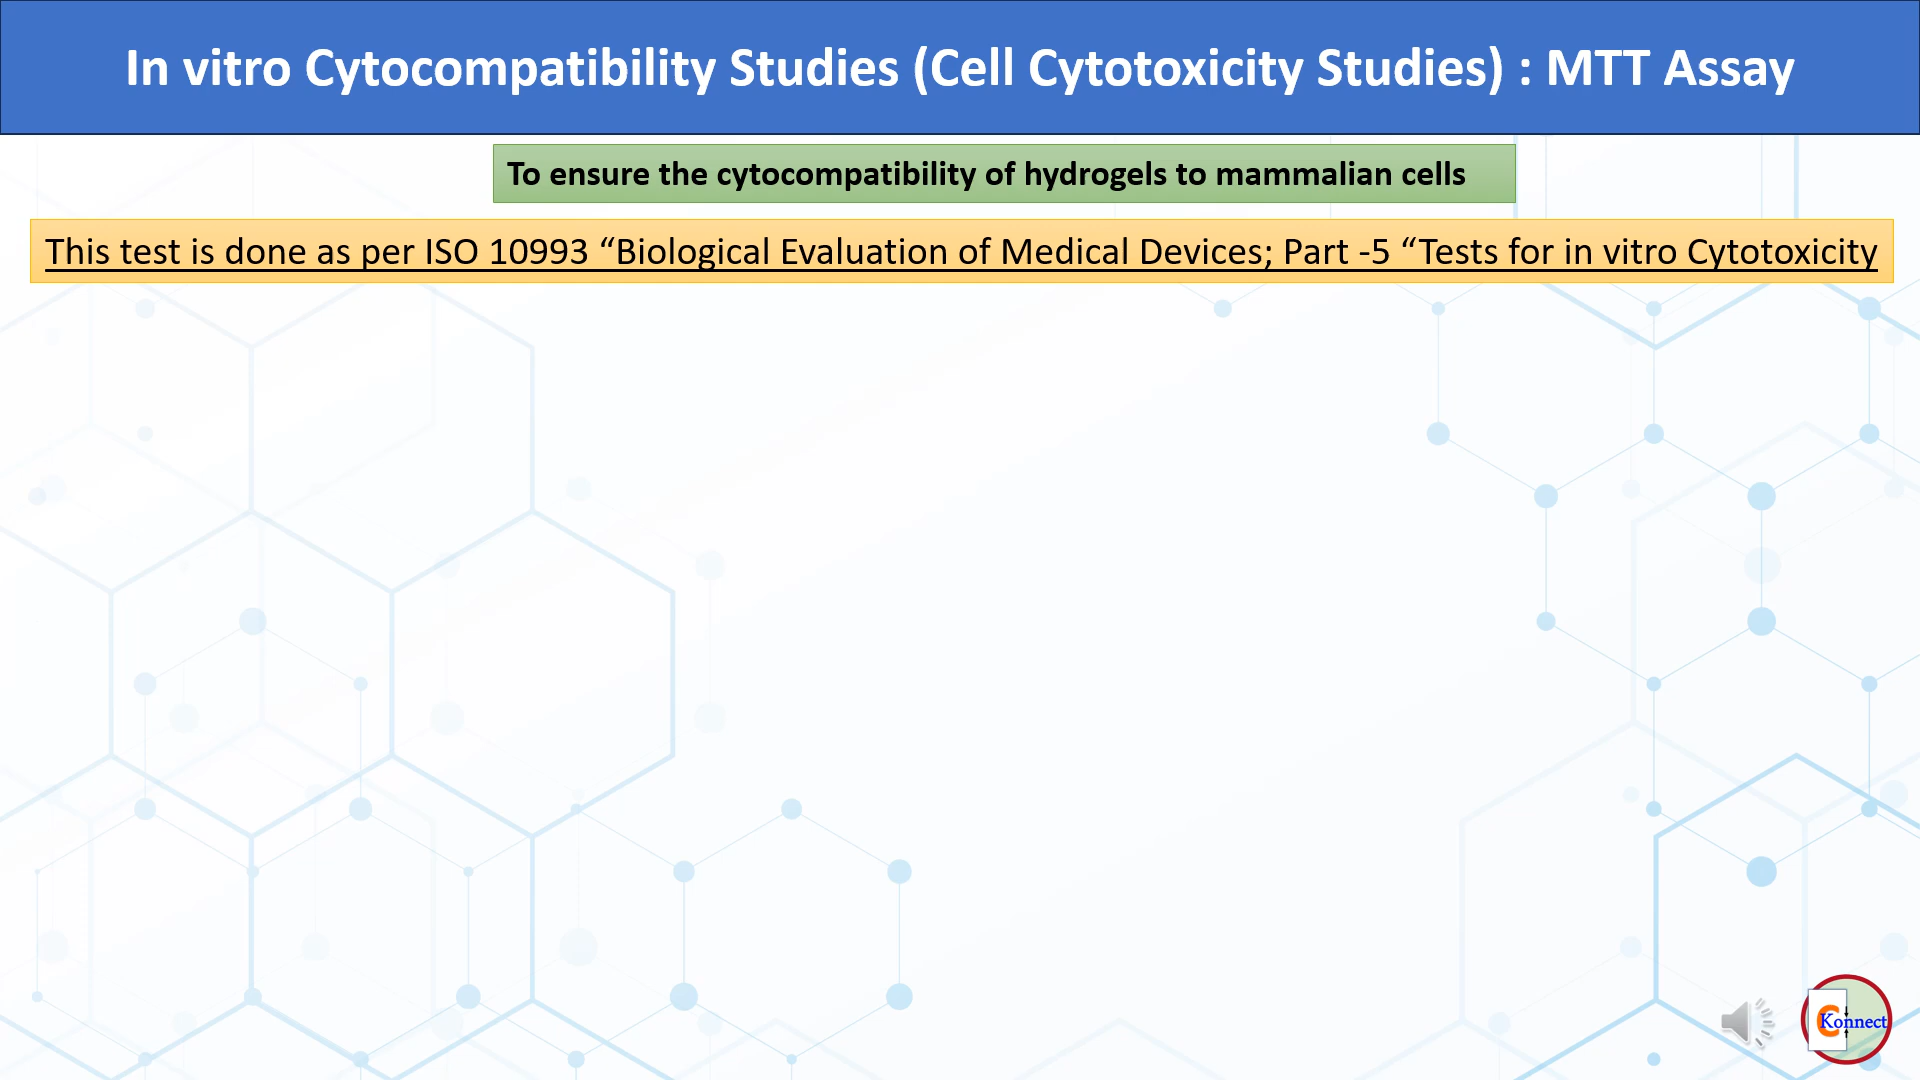 In vitro Cytocompatibility Studies (Cell Cytotoxicity Studies) : MTT Assay
To ensure the cytocompatibility of hydrogels to mammalian cells
This test is done as per ISO 10993 “Biological Evaluation of Medical Devices; Part -5 “Tests for in vitro Cytotoxicity
C
Konnect